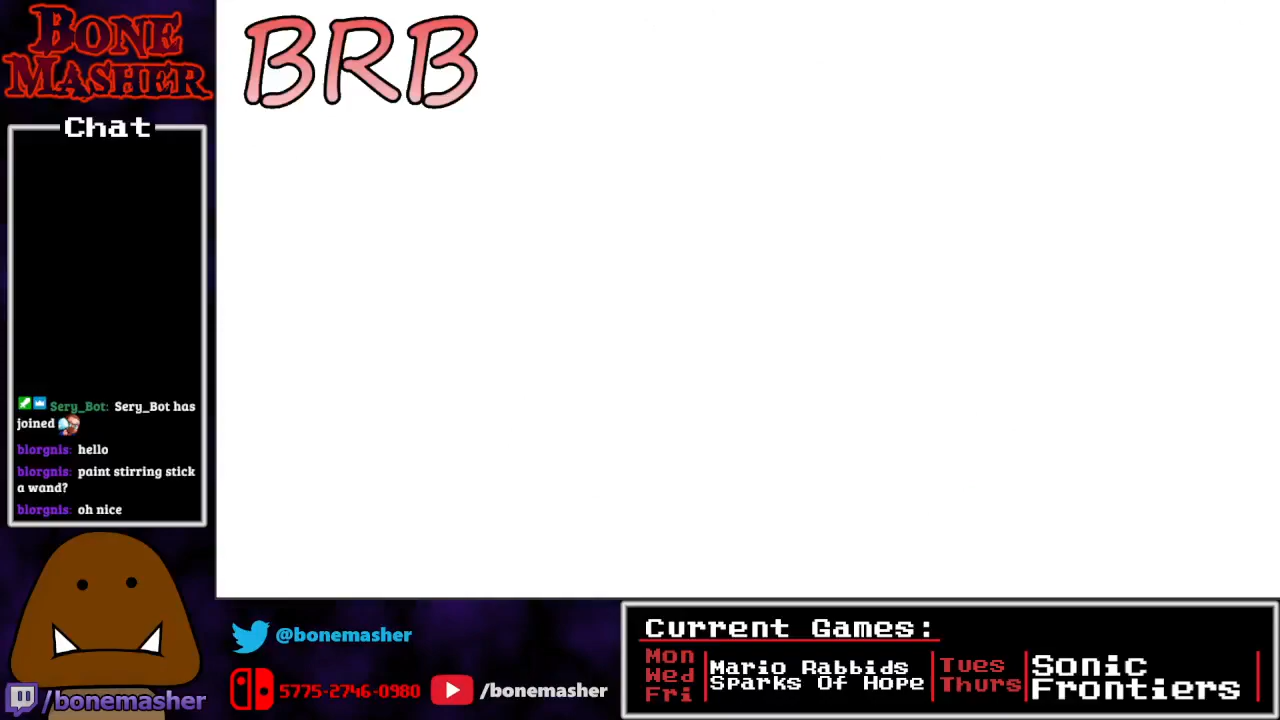 BONE
MASHER
BRB
Chat
Sery_Bot: Sery_Bot has
joined
blorgnis: hello
blorgnis: paint stirring stick
a wand?
blorgnis: oh nice
/bonemasher
@bonemasher
5775-2746-0980
/bonemasher
Current Games:
Mon
Wed
Fri
Mario Rabbids
Sparks Of Hope
Tues
Thurs
Sonic
Frontiers